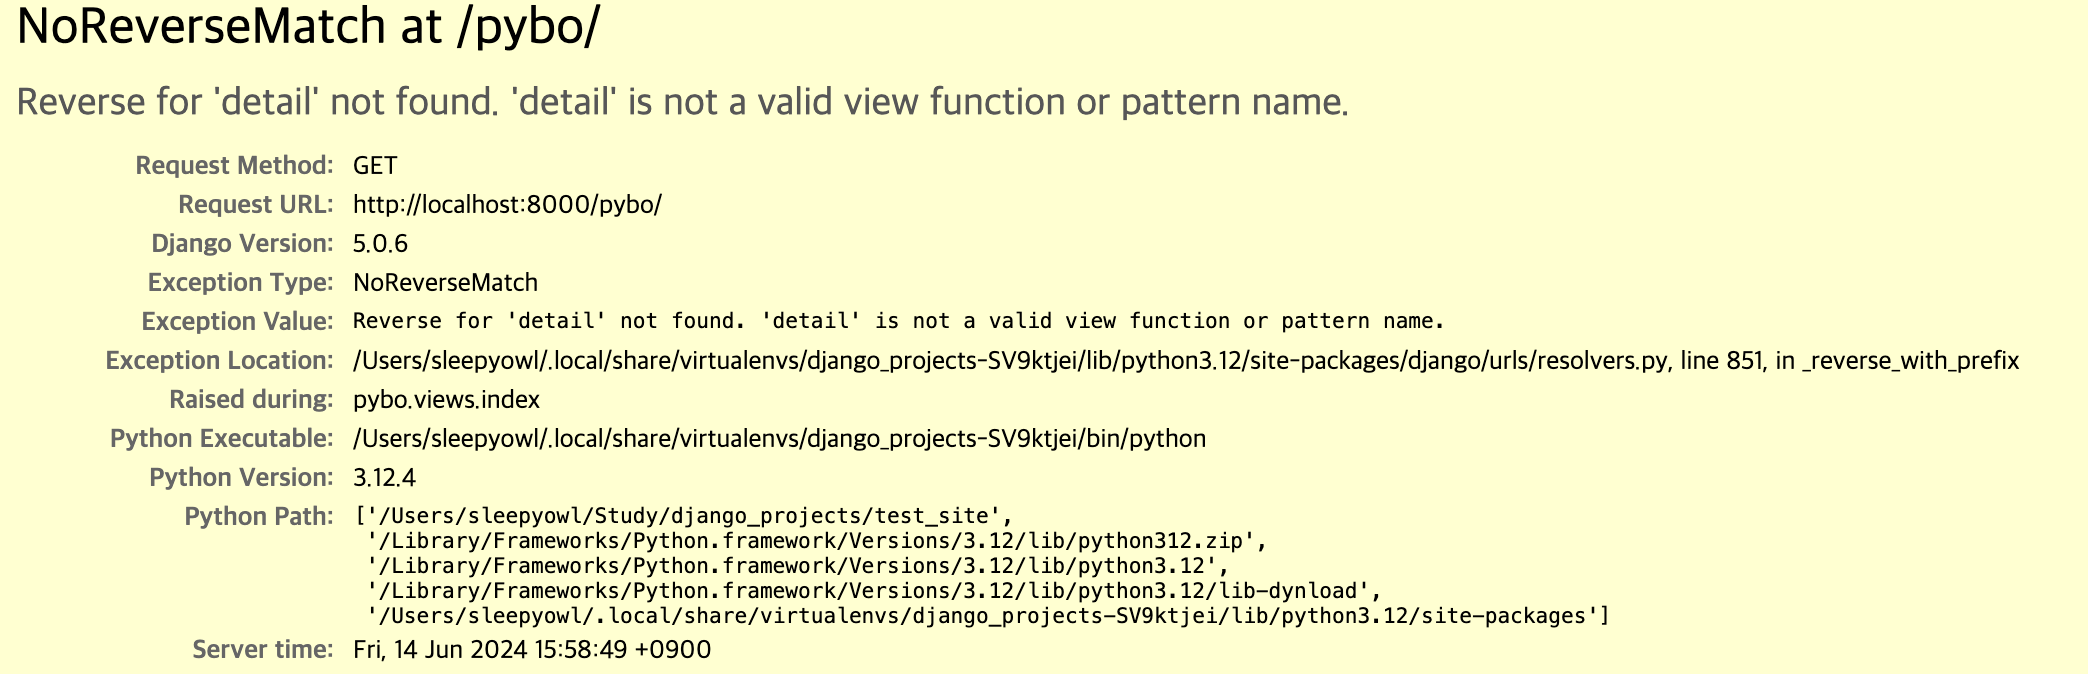 NoReverseMatch at /pybo/
Reverse for 'detail' not found. 'detail' is not a valid view function or pattern name.
Request Method: GET
Request URL: http://localhost:8000/pybo/
Django Version: 5.0.6
Exception Type: NoReverseMatch
Exception Value: Reverse for 'detail' not found. 'detail' is not a valid view function or pattern name.
Exception Location: /Users/sleepyowl/.local/share/virtualenvs/django_projects-SV9ktjei/lib/python3.12/site-packages/django/urls/resolvers.py, line 851, in _reverse_with_prefix
Raised during: pybo.views.index
Python Executable: /Users/sleepyowl/.local/share/virtualenvs/django_projects-SV9ktjei/bin/python
Python Version: 3.12.4
Python Path: ['/Users/sleepyowl/Study/django_projects/test_site',
'/Library/Frameworks/Python.framework/Versions/3.12/lib/python312.zip',
'/Library/Frameworks/Python.framework/Versions/3.12/lib/python3.12',
'/Library/Frameworks/Python.framework/Versions/3.12/lib/python3.12/lib-dynload',
'/Users/sleepyowl/.local/share/virtualenvs/django_projects-SV9ktjei/lib/python3.12/site-packages']
Server time: Fri, 14 Jun 2024 15:58:49 +0900